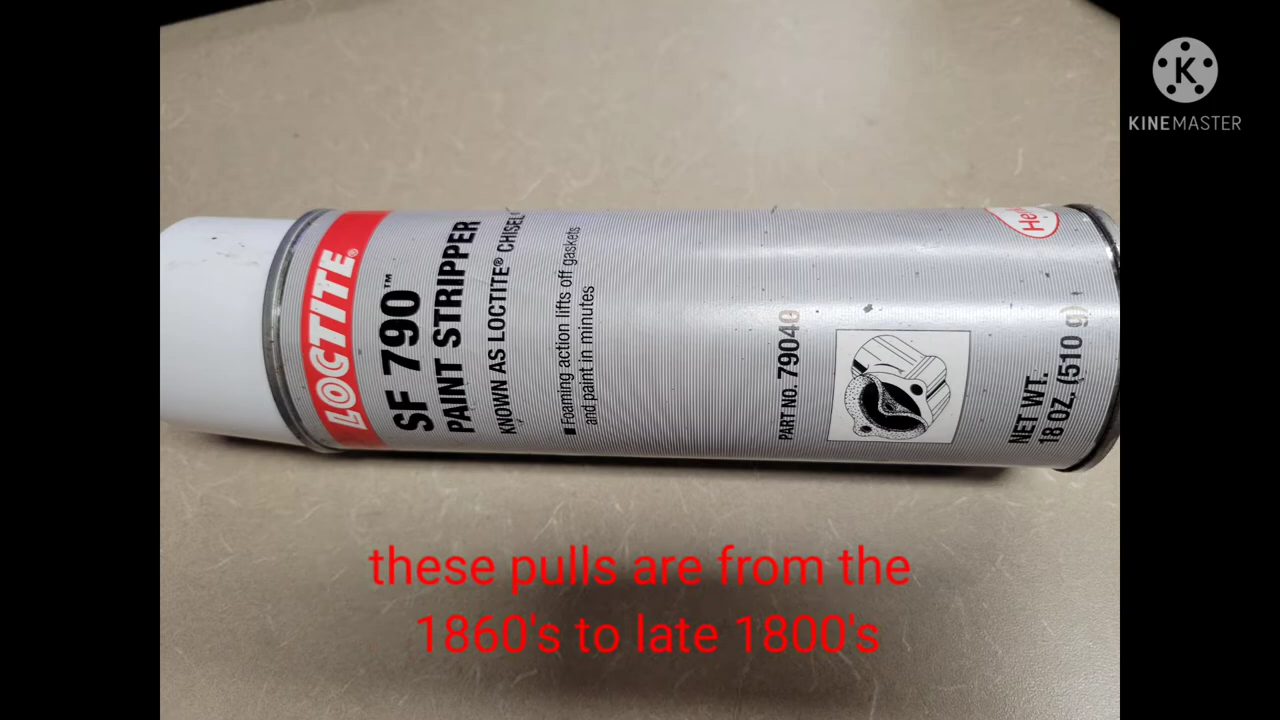 K
KINEMASTER
LOCTITE®
SF 790™
PAINT STRIPPER
KNOWN AS LOCTITE® CHISEL
■ Foaming action lifts off gaskets
and paint in minutes
PART NO. 79040
NET WT.
18 OZ. (510 g)
these pulls are from the
1860's to late 1800's